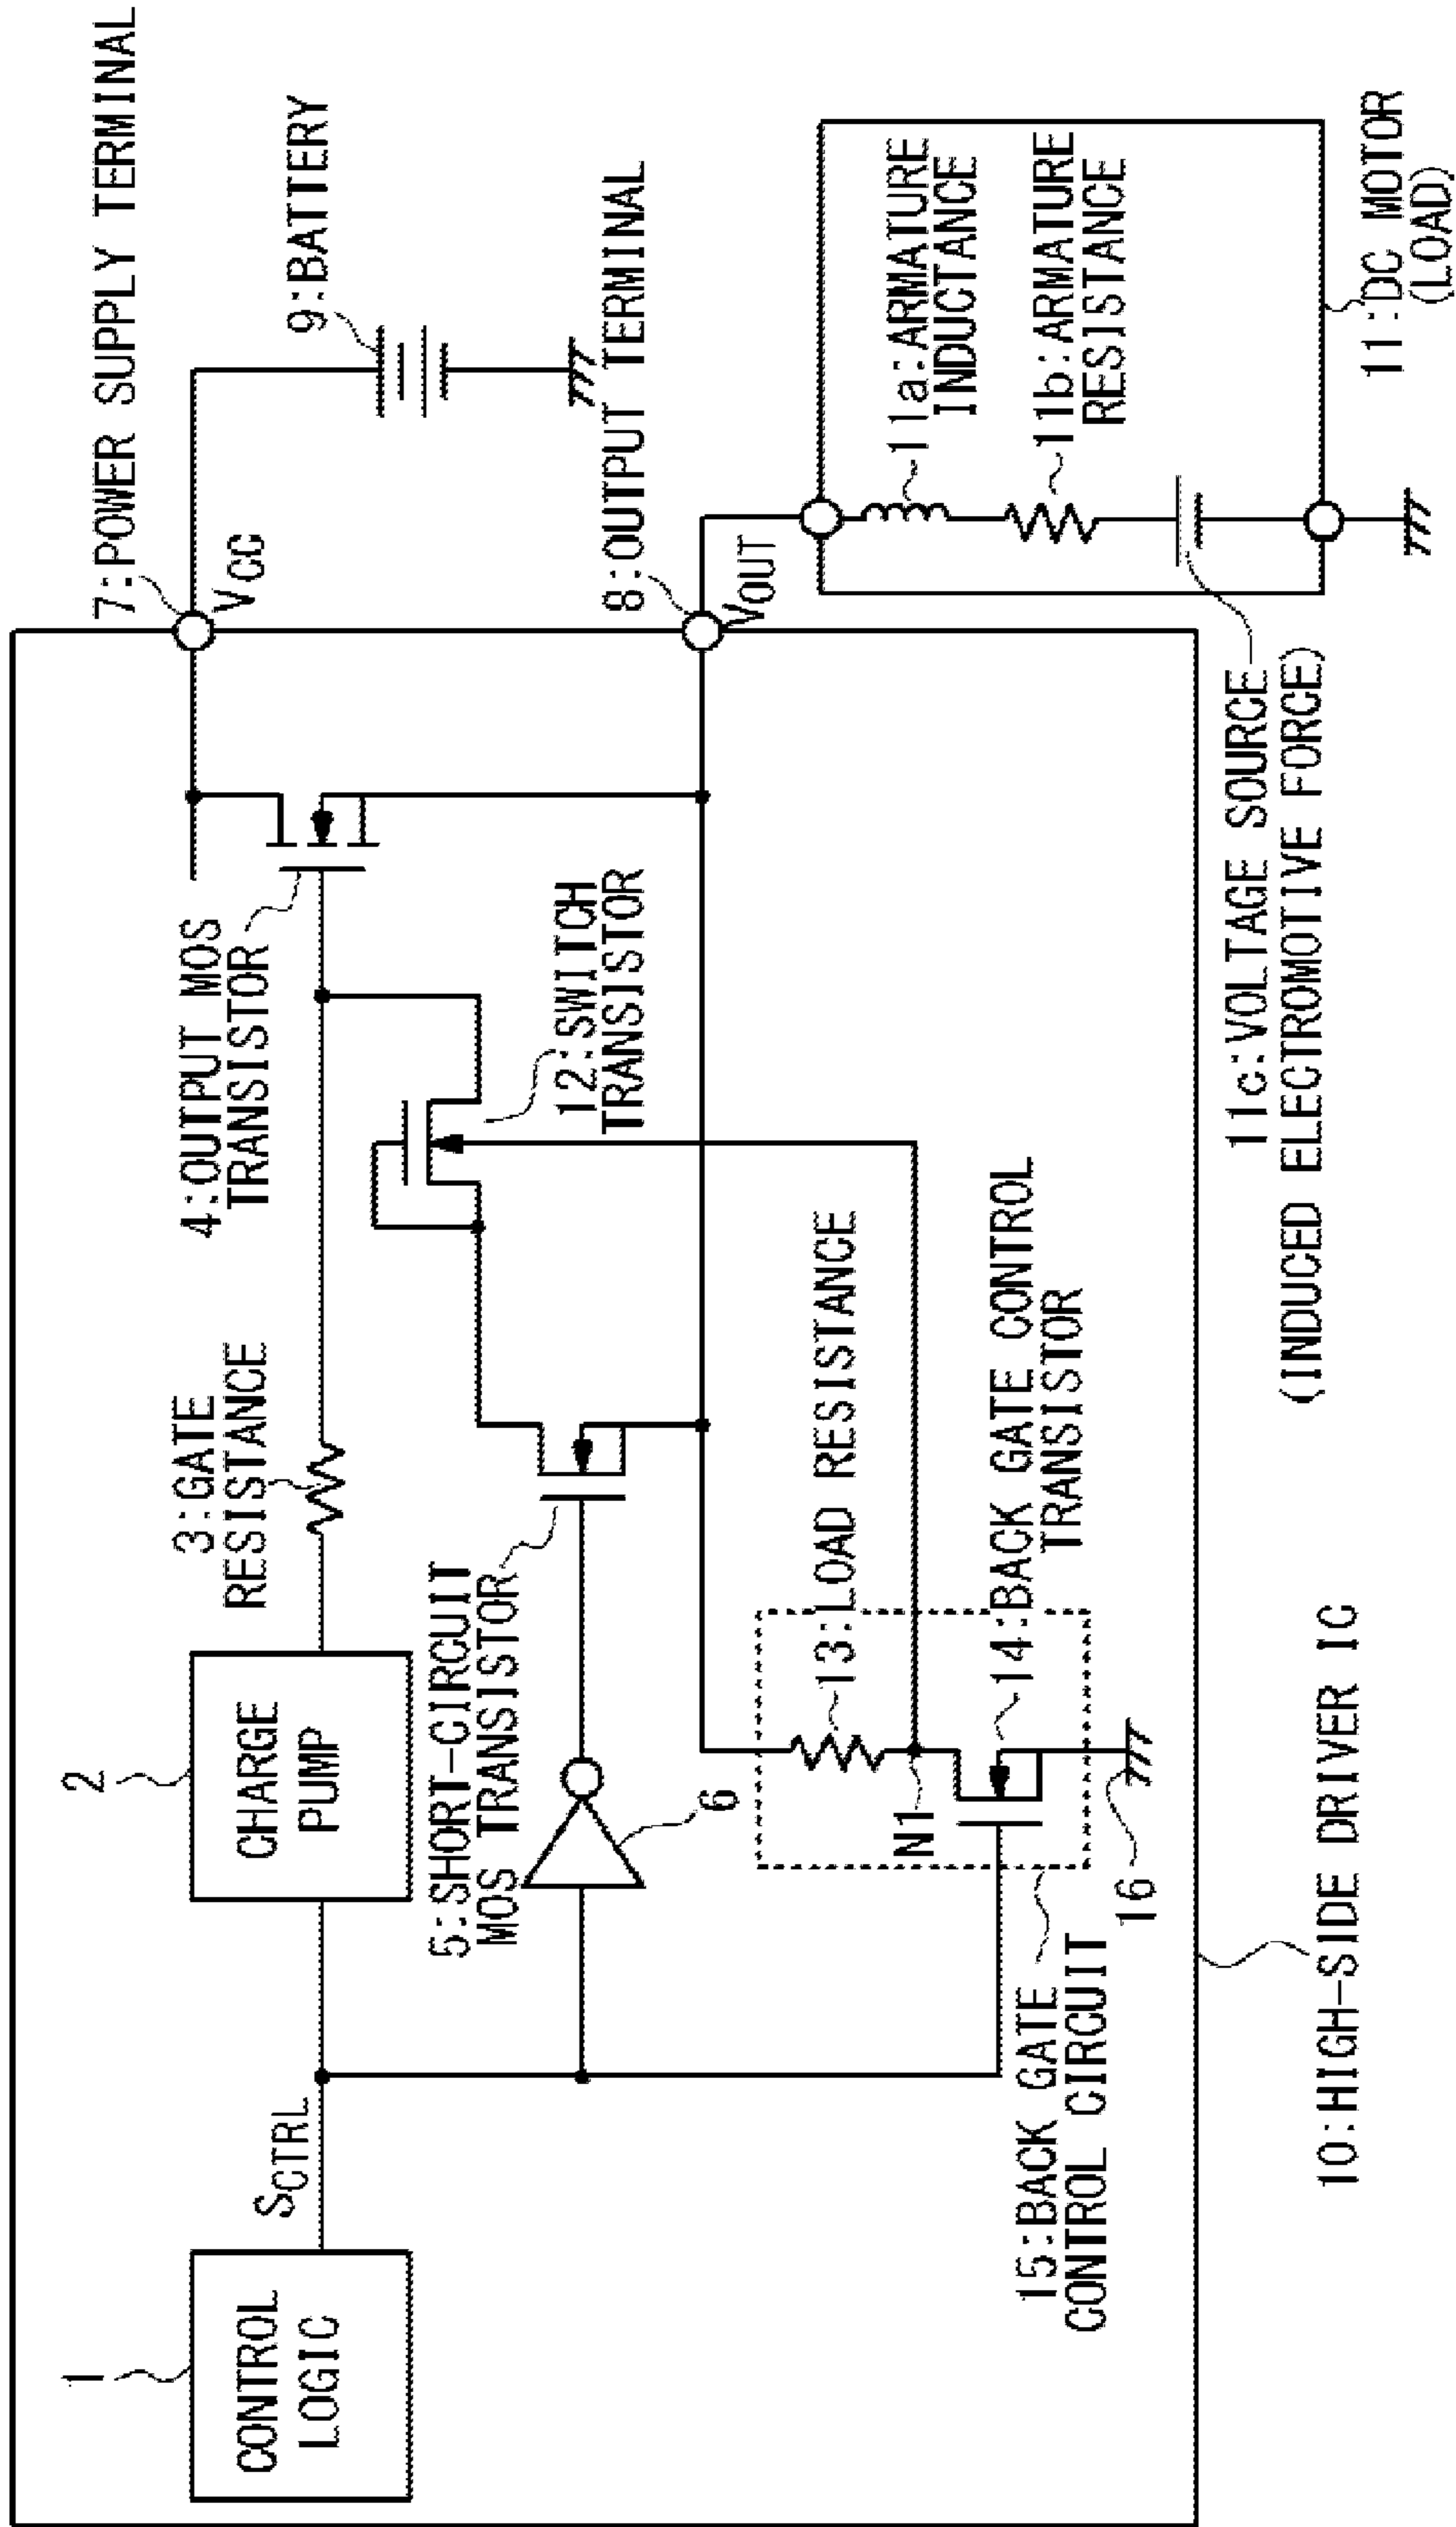 1
CONTROL
LOGIC
SCTRL
2
CHARGE
PUMP
3:GATE
RESISTANCE
4:OUTPUT MOS
TRANSISTOR
7:POWER SUPPLY TERMINAL
VCC
9:BATTERY
5:SHORT-CIRCUIT
MOS TRANSISTOR
6
12:SWITCH
TRANSISTOR
8:OUTPUT TERMINAL
VOUT
13:LOAD RESISTANCE
N1
14:BACK GATE CONTROL
TRANSISTOR
15:BACK GATE
CONTROL CIRCUIT
16
11a:ARMATURE
INDUCTANCE
11b:ARMATURE
RESISTANCE
11c:VOLTAGE SOURCE
(INDUCED ELECTROMOTIVE FORCE)
11:DC MOTOR
(LOAD)
10:HIGH-SIDE DRIVER IC